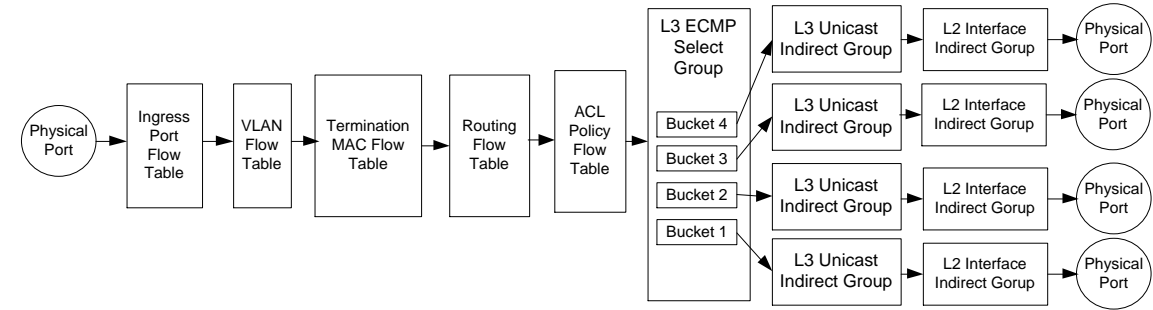 Physical
Port
Ingress
Port
Flow
Table
VLAN
Flow
Table
Termination
MAC Flow
Table
Routing
Flow
Table
ACL
Policy
Flow
Table
L3 ECMP
Select
Group
Bucket 4
Bucket 3
Bucket 2
Bucket 1
L3 Unicast
Indirect Group
L2 Interface
Indirect Gorup
Physical
Port
L3 Unicast
Indirect Group
L2 Interface
Indirect Gorup
Physical
Port
L3 Unicast
Indirect Group
L2 Interface
Indirect Gorup
Physical
Port
L3 Unicast
Indirect Group
L2 Interface
Indirect Gorup
Physical
Port